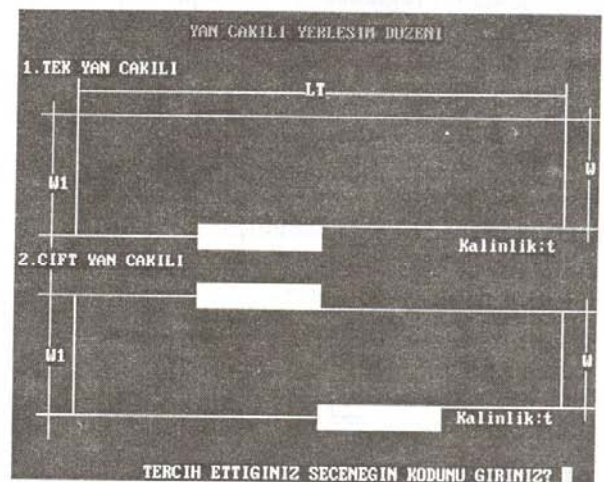 YAN CAKILI YERLESIM DUZENI
1.TEK YAN CAKILI
LT
W1
W
Kalinlik:t
2.CIFT YAN CAKILI
W1
W
Kalinlik:t
TERCIH ETTIGINIZ SECENEGIN KODUNU GIRINIZ?